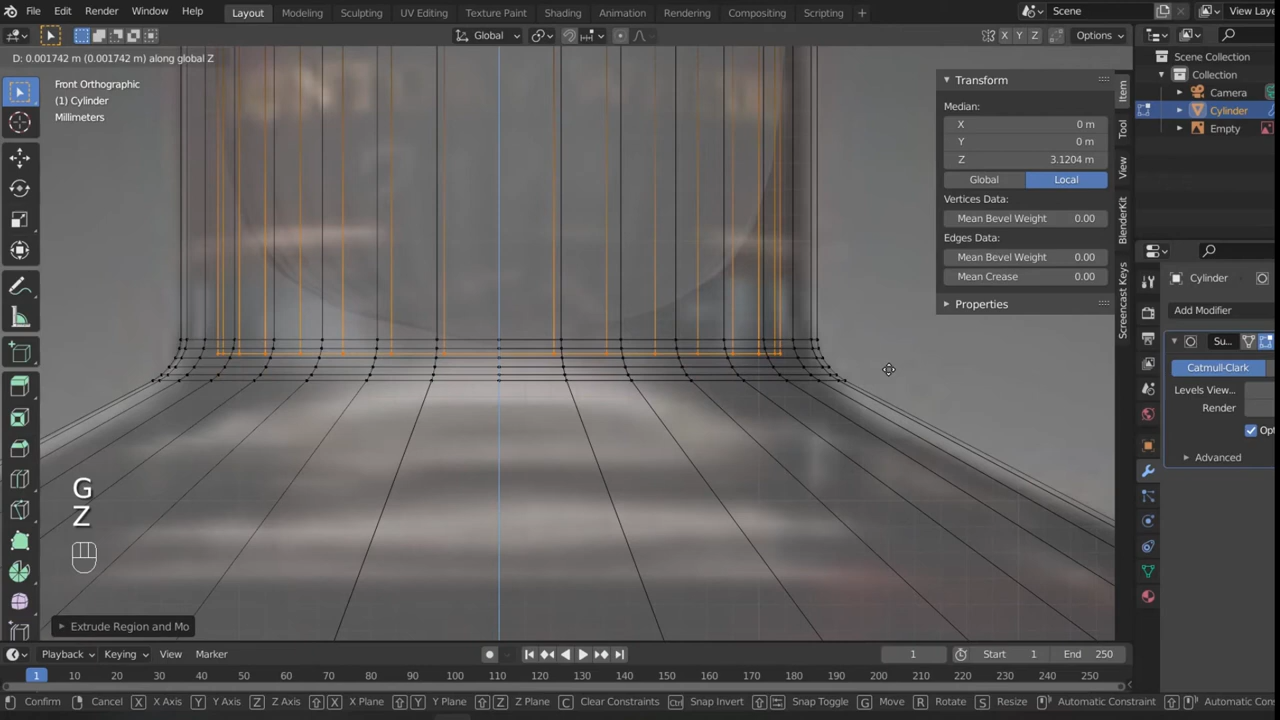 File Edit Render Window Help Layout Modeling Sculpting UV Editing Texture Paint Shading Animation Rendering Compositing Scripting + Scene View Laye
Global X Y Z Options
D: 0.001742 m (0.001742 m) along global Z
Front Orthographic
(1) Cylinder
Millimeters
Transform
Median:
X 0 m
Y 0 m
Z 3.1204 m
Global Local
Vertices Data:
Mean Bevel Weight 0.00
Edges Data:
Mean Bevel Weight 0.00
Mean Crease 0.00
Properties
Item
Tool
View
BlenderKit
Screencast Keys
Scene Collection
Collection
Camera
Cylinder
Empty
Cylinder
Add Modifier
Su...
Catmull-Clark
Levels View...
Render
Op
Advanced
G
Z
Extrude Region and Mo
Playback Keying View Marker 1 Start 1 End 250
1 10 20 30 40 50 60 70 80 90 100 110 120 130 140 150 160 170 180 190 200 210 220 230 240 250
Confirm Cancel X X Axis Y Y Axis Z Z Axis X X Plane Y Y Plane Z Z Plane C Clear Constraints Ctrl Snap Invert Snap Toggle G Move R Rotate S Resize Automatic Constraint Automatic Con